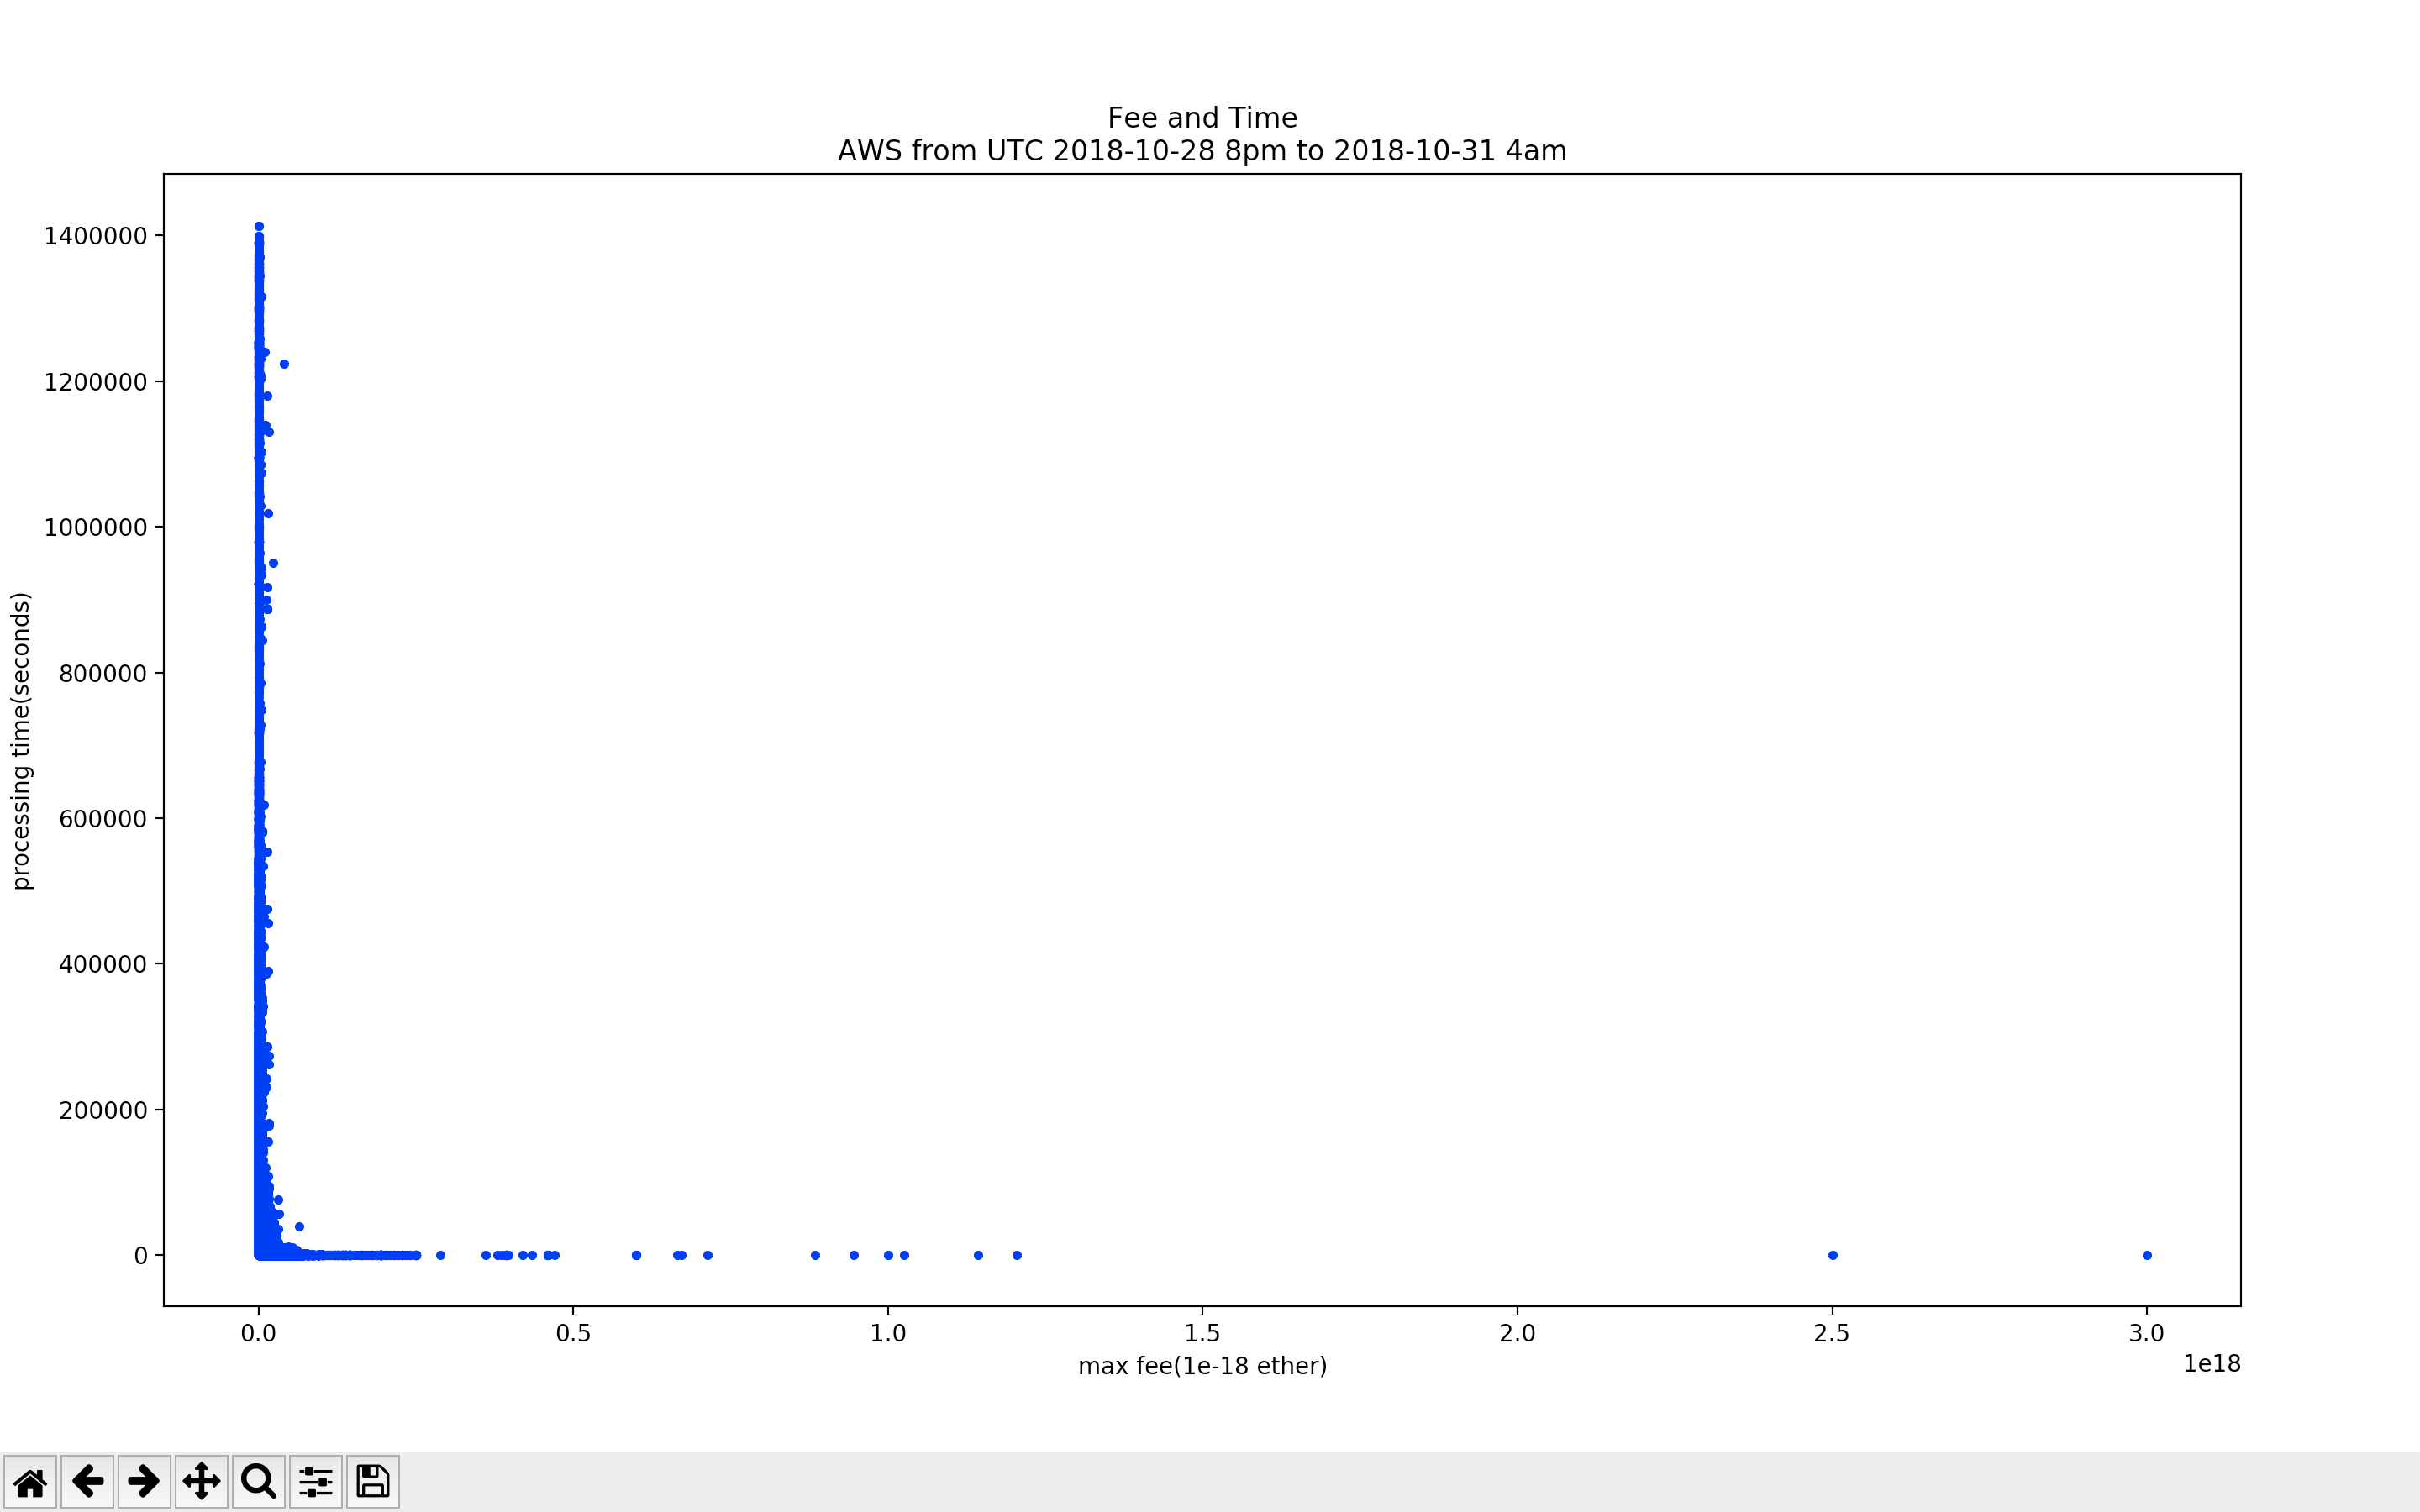 Fee and Time
AWS from UTC 2018-10-28 8pm to 2018-10-31 4am
1400000
1200000
1000000
800000
600000
400000
200000
0
processing time(seconds)
0.0 0.5 1.0 1.5 2.0 2.5 3.0
1e18
max fee(1e-18 ether)